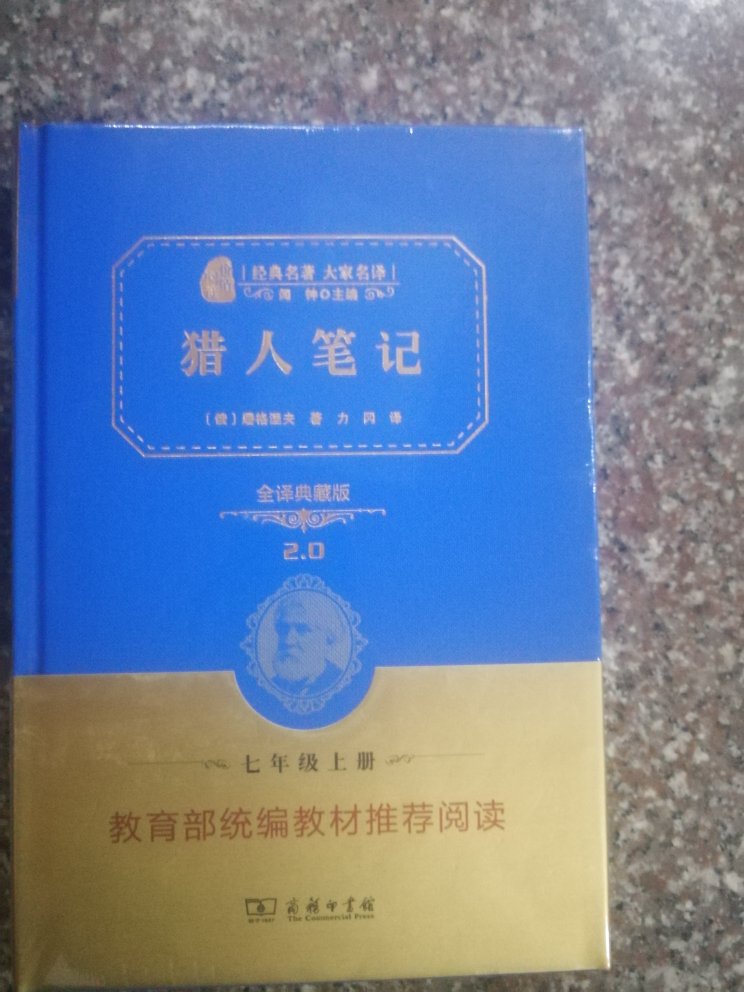 经典名著 大家名译
闻 钟 主编
猎人笔记
〔俄〕屠格涅夫 著 力 冈 译
全译典藏版
2.0
七年级上册
教育部统编教材推荐阅读
商务印书馆
The Commercial Press